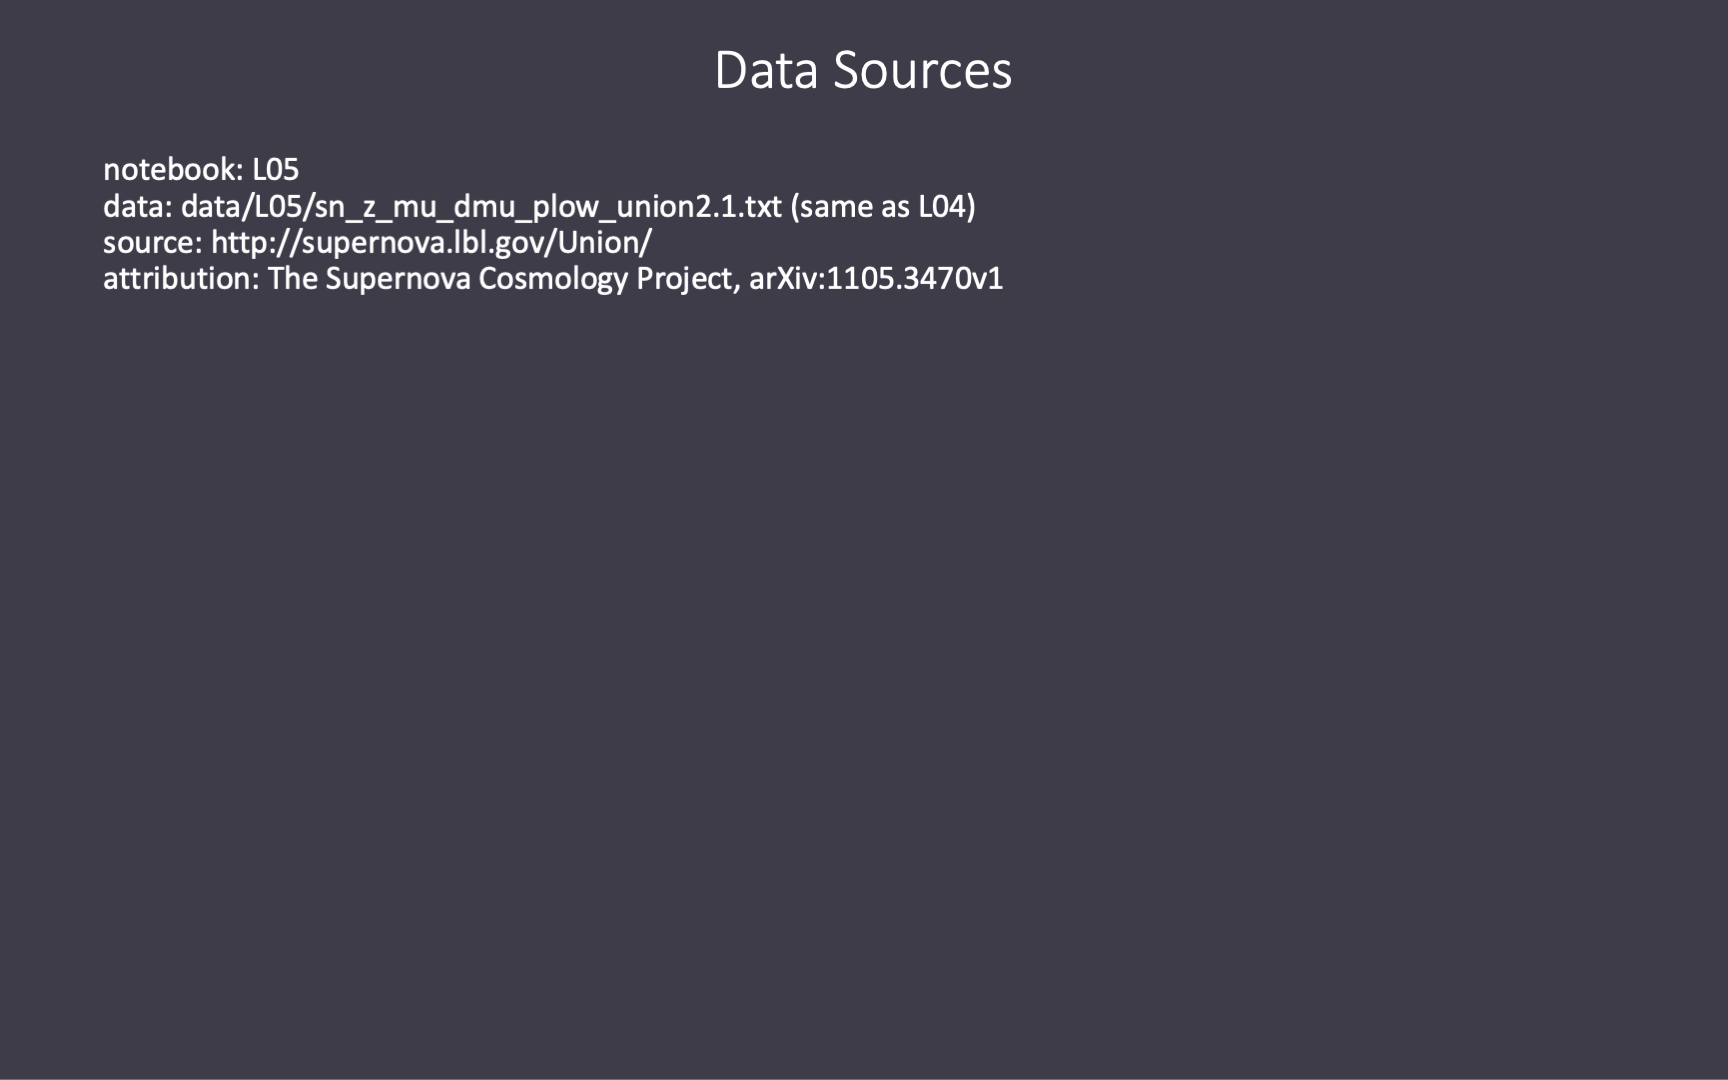 Data Sources
notebook: L05
data: data/L05/sn_z_mu_dmu_plow_union2.1.txt (same as L04)
source: http://supernova.lbl.gov/Union/
attribution: The Supernova Cosmology Project, arXiv:1105.3470v1